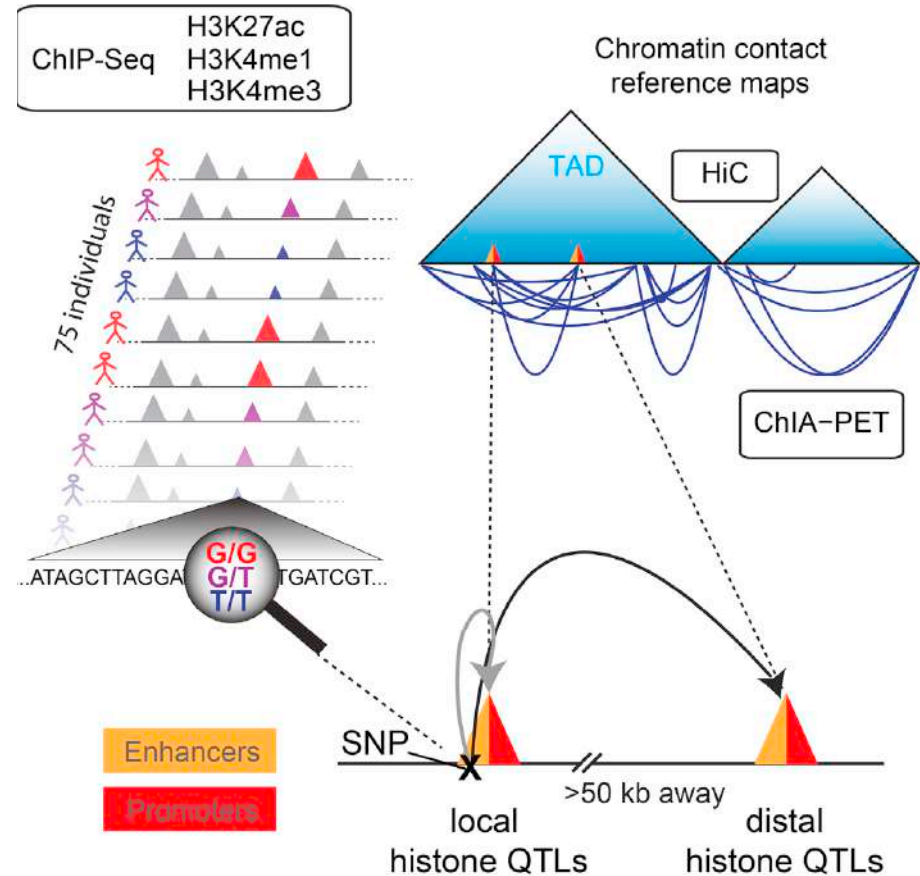 ChIP-Seq
H3K27ac
H3K4me1
H3K4me3
Chromatin contact
reference maps
TAD
HiC
75 individuals
ChIA-PET
G/G
...ATAGCTTAGGAT G/T TGATCGT...
T/T
Enhancers
Promoters
SNP
>50 kb away
local
histone QTLs
distal
histone QTLs